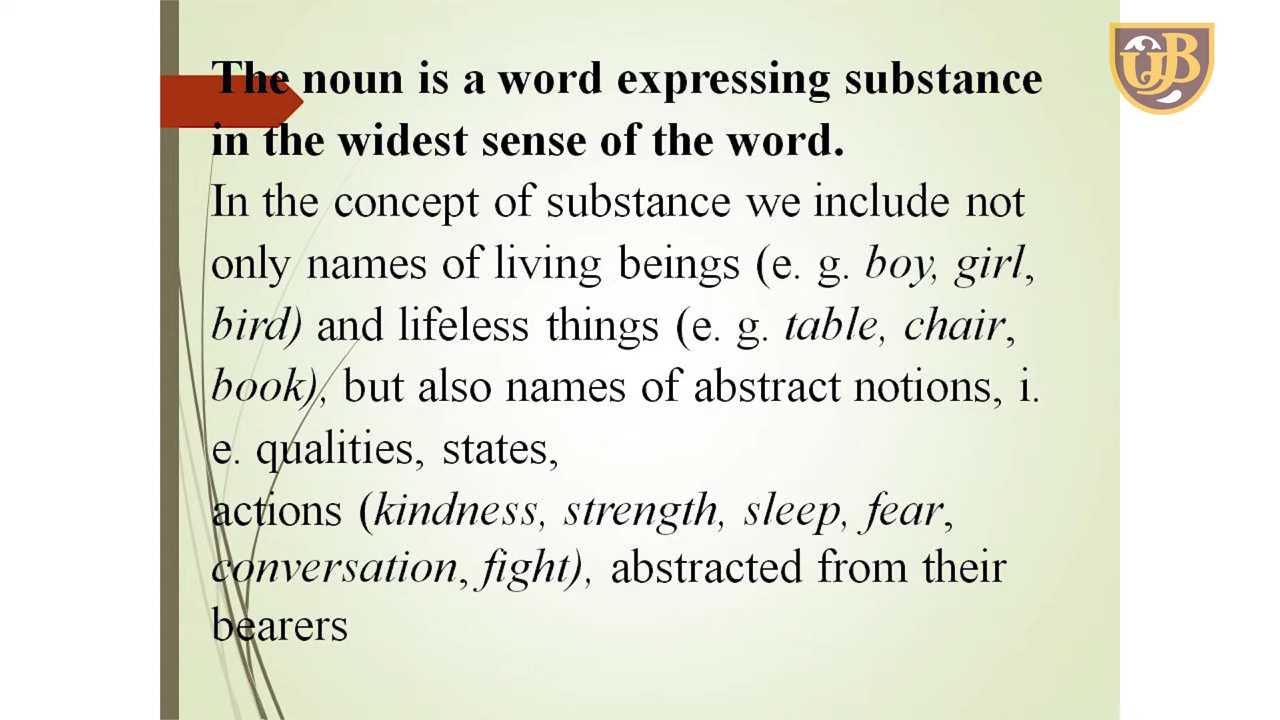 The noun is a word expressing substance
in the widest sense of the word.
In the concept of substance we include not
only names of living beings (e. g. boy, girl,
bird) and lifeless things (e. g. table, chair,
book), but also names of abstract notions, i.
e. qualities, states,
actions (kindness, strength, sleep, fear,
conversation, fight), abstracted from their
bearers
UJB